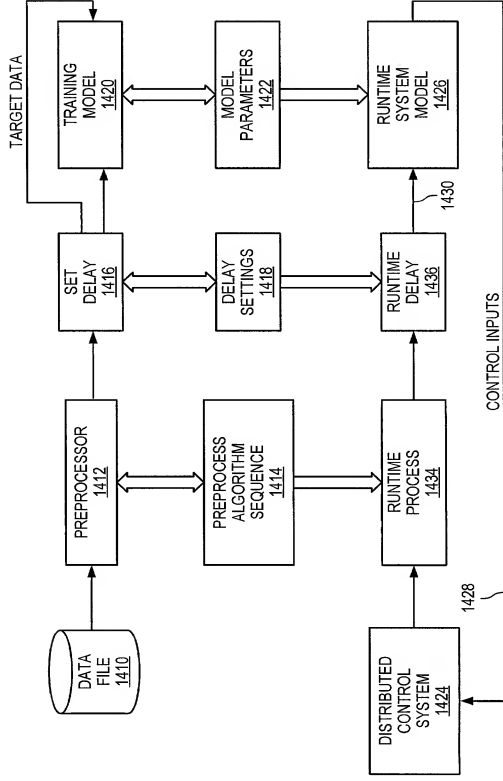 TARGET DATA
DATA
FILE
1410
PREPROCESSOR
1412
SET
DELAY
1416
TRAINING
MODEL
1420
PREPROCESS
ALGORITHM
SEQUENCE
1414
DELAY
SETTINGS
1418
MODEL
PARAMETERS
1422
DISTRIBUTED
CONTROL
SYSTEM
1424
RUNTIME
PROCESS
1434
RUNTIME
DELAY
1436
1430
RUNTIME
SYSTEM
MODEL
1426
1428
CONTROL INPUTS